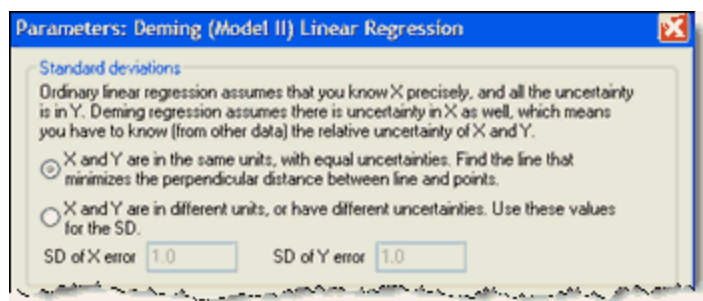 Parameters: Deming (Model II) Linear Regression
Standard deviations
Ordinary linear regression assumes that you know X precisely, and all the uncertainty
is in Y. Deming regression assumes there is uncertainty in X as well, which means
you have to know (from other data) the relative uncertainty of X and Y.
X and Y are in the same units, with equal uncertainties. Find the line that
minimizes the perpendicular distance between line and points.
X and Y are in different units, or have different uncertainties. Use these values
for the SD.
SD of X error 1.0 SD of Y error 1.0